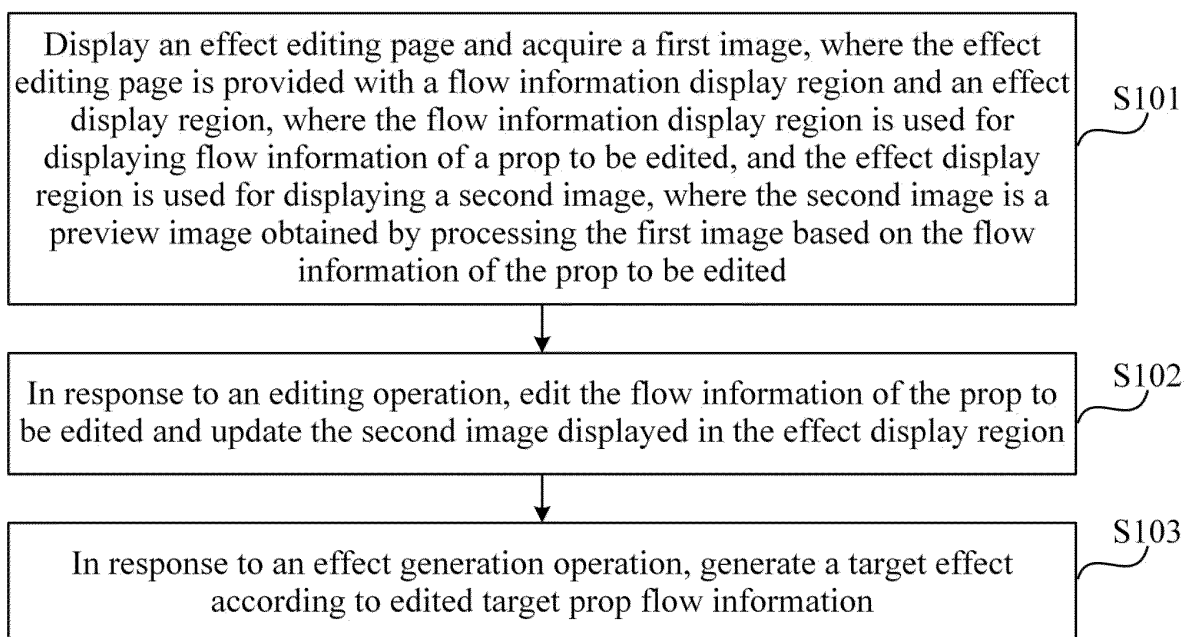 Display an effect editing page and acquire a first image, where the effect
editing page is provided with a flow information display region and an effect
display region, where the flow information display region is used for
displaying flow information of a prop to be edited, and the effect display
region is used for displaying a second image, where the second image is a
preview image obtained by processing the first image based on the flow
information of the prop to be edited
S101
In response to an editing operation, edit the flow information of the prop to
be edited and update the second image displayed in the effect display region
S102
In response to an effect generation operation, generate a target effect
according to edited target prop flow information
S103